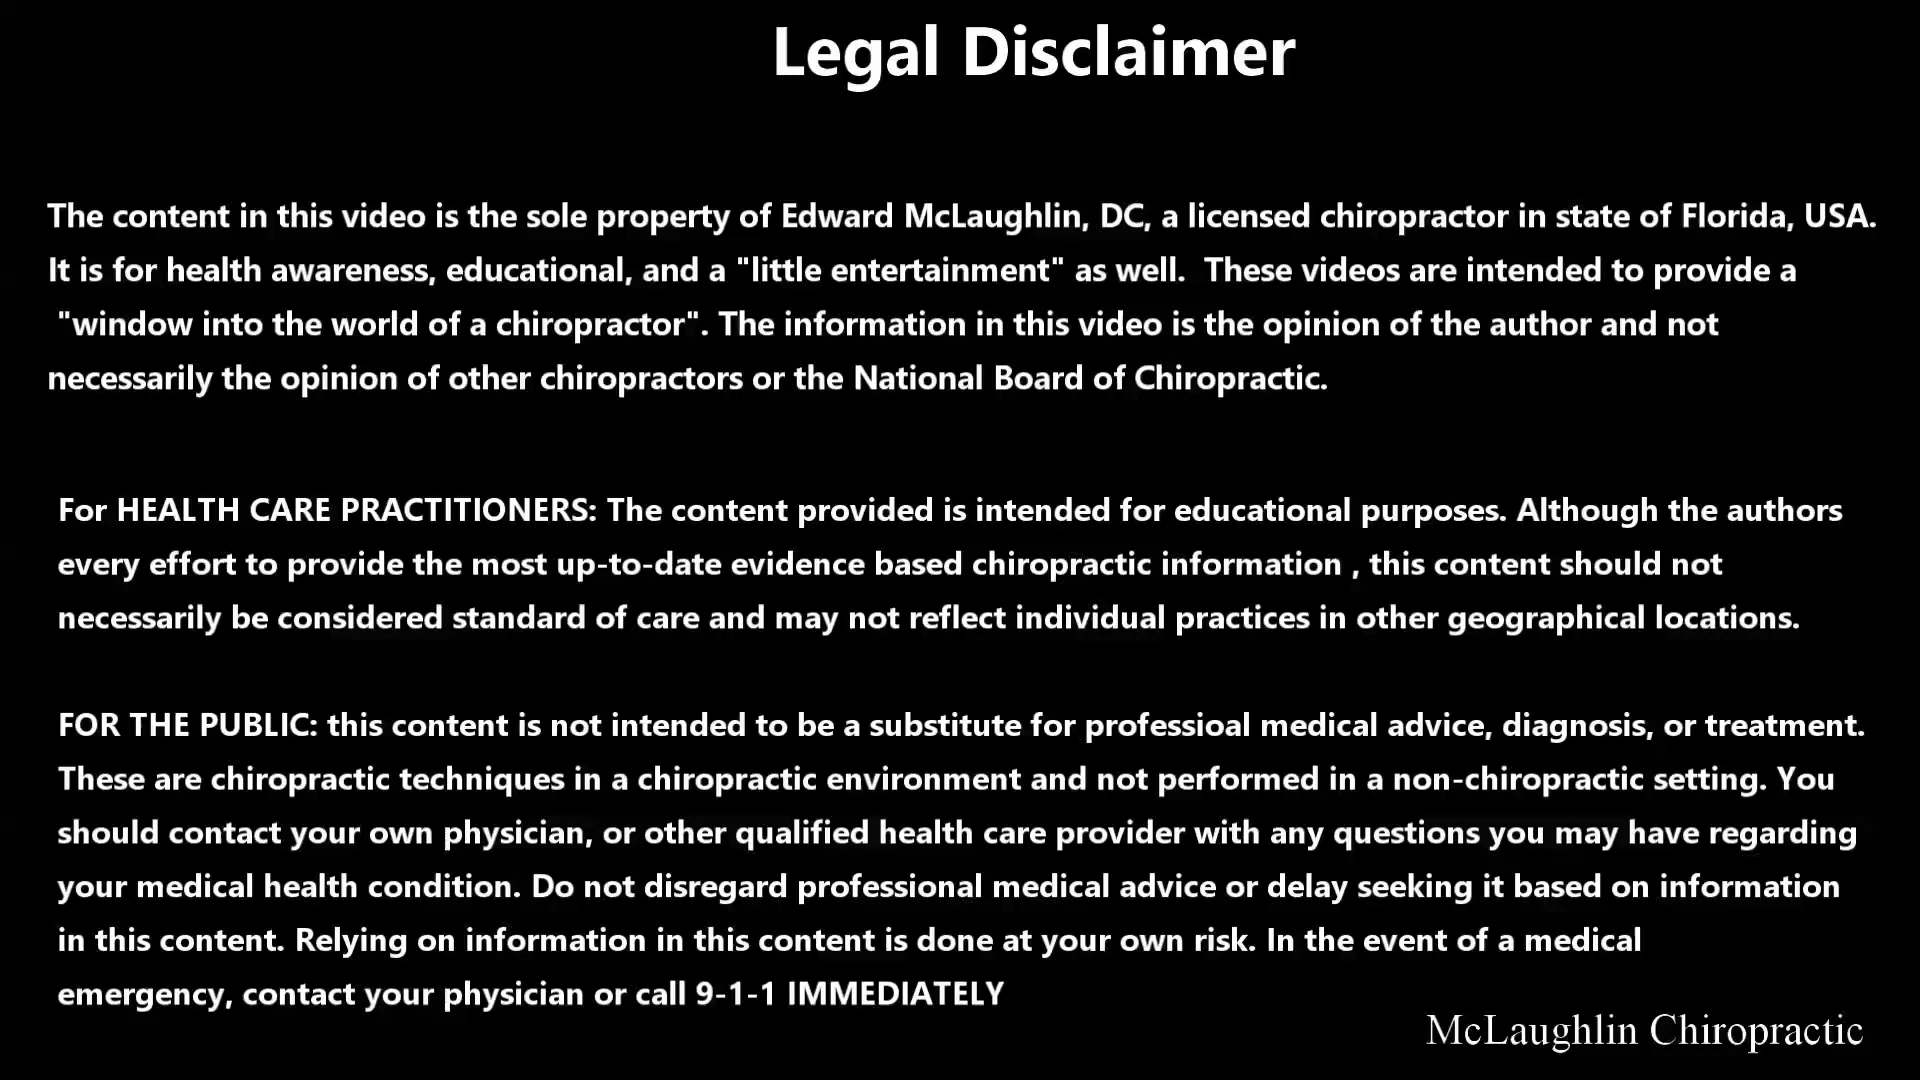 Legal Disclaimer
The content in this video is the sole property of Edward McLaughlin, DC, a licensed chiropractor in state of Florida, USA.
It is for health awareness, educational, and a "little entertainment" as well.  These videos are intended to provide a
"window into the world of a chiropractor". The information in this video is the opinion of the author and not
necessarily the opinion of other chiropractors or the National Board of Chiropractic.
For HEALTH CARE PRACTITIONERS: The content provided is intended for educational purposes. Although the authors
every effort to provide the most up-to-date evidence based chiropractic information , this content should not
necessarily be considered standard of care and may not reflect individual practices in other geographical locations.
FOR THE PUBLIC: this content is not intended to be a substitute for professioal medical advice, diagnosis, or treatment.
These are chiropractic techniques in a chiropractic environment and not performed in a non-chiropractic setting. You
should contact your own physician, or other qualified health care provider with any questions you may have regarding
your medical health condition. Do not disregard professional medical advice or delay seeking it based on information
in this content. Relying on information in this content is done at your own risk. In the event of a medical
emergency, contact your physician or call 9-1-1 IMMEDIATELY
McLaughlin Chiropractic